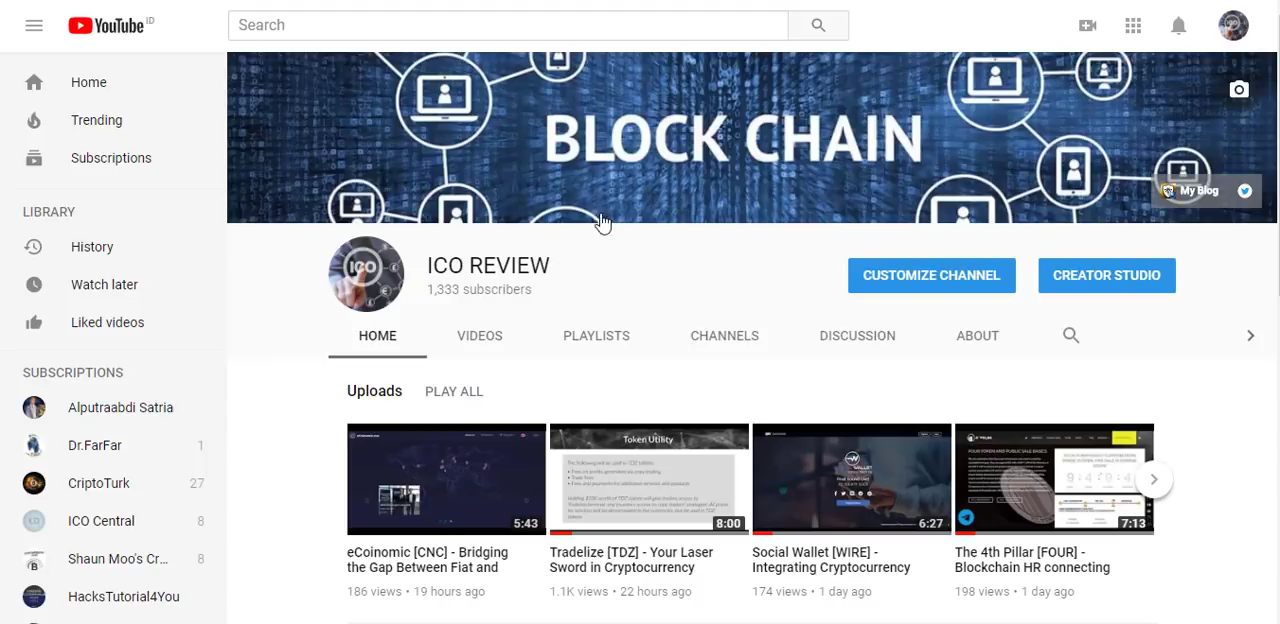 YouTube ID
Search
Home
Trending
Subscriptions
LIBRARY
History
Watch later
Liked videos
SUBSCRIPTIONS
Alputraabdi Satria
Dr.FarFar 1
CriptoTurk 27
ICO Central 8
Shaun Moo's Cr... 8
HacksTutorial4You
BLOCK CHAIN
My Blog
ICO
ICO REVIEW
1,333 subscribers
CUSTOMIZE CHANNEL
CREATOR STUDIO
HOME VIDEOS PLAYLISTS CHANNELS DISCUSSION ABOUT
Uploads PLAY ALL
Token Utility
WALLET
5:43
8:00
6:27
7:13
eCoinomic [CNC] - Bridging
the Gap Between Fiat and
186 views • 19 hours ago
Tradelize [TDZ] - Your Laser
Sword in Cryptocurrency
1.1K views • 22 hours ago
Social Wallet [WIRE] -
Integrating Cryptocurrency
174 views • 1 day ago
The 4th Pillar [FOUR] -
Blockchain HR connecting
198 views • 1 day ago